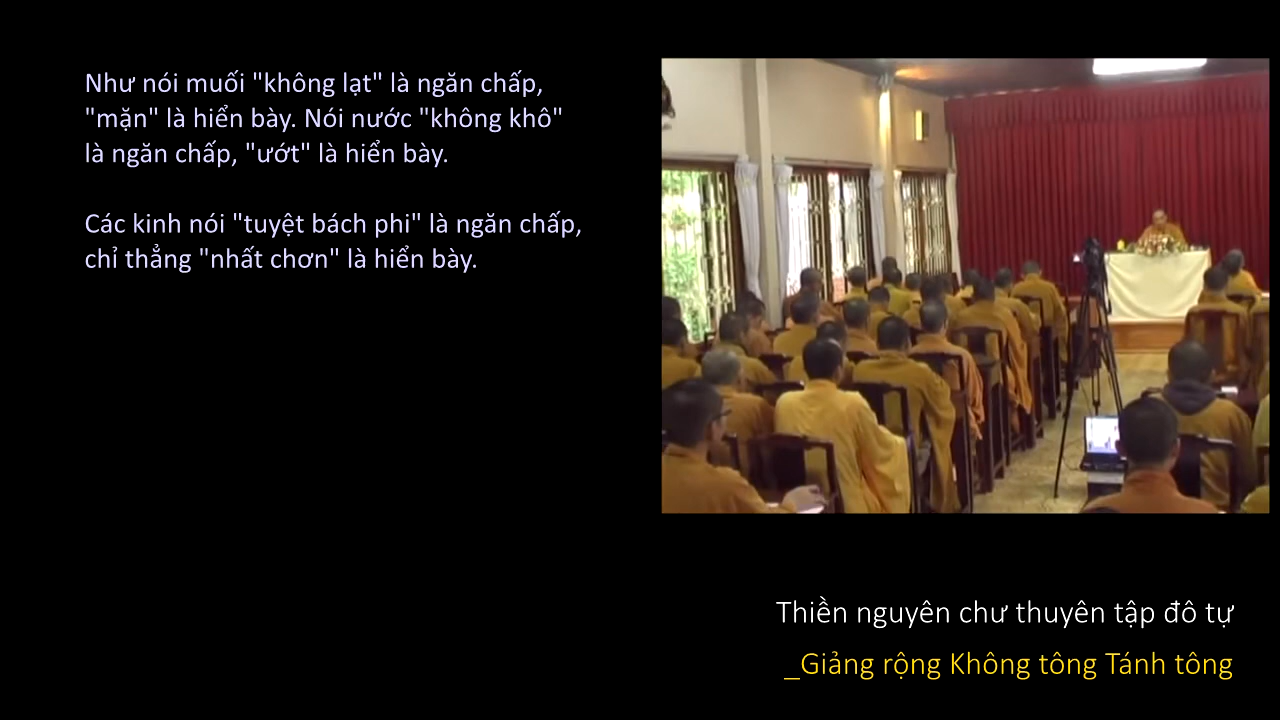 Như nói muối "không lạt" là ngăn chấp,
"mặn" là hiển bày. Nói nước "không khô"
là ngăn chấp, "ướt" là hiển bày.
Các kinh nói "tuyệt bách phi" là ngăn chấp,
chỉ thẳng "nhất chơn" là hiển bày.
Thiền nguyên chư thuyên tập đô tự
_Giảng rộng Không tông Tánh tông